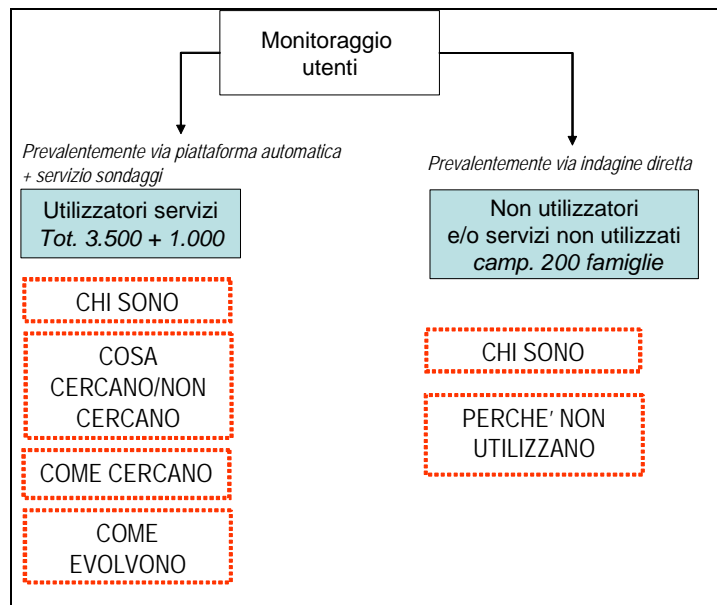 Monitoraggio
utenti
Prevalentemente via piattaforma automatica
+ servizio sondaggi
Utilizzatori servizi
Tot. 3.500 + 1.000
CHI SONO
COSA
CERCANO/NON
CERCANO
COME CERCANO
COME
EVOLVONO
Prevalentemente via indagine diretta
Non utilizzatori
e/o servizi non utilizzati
camp. 200 famiglie
CHI SONO
PERCHE’ NON
UTILIZZANO